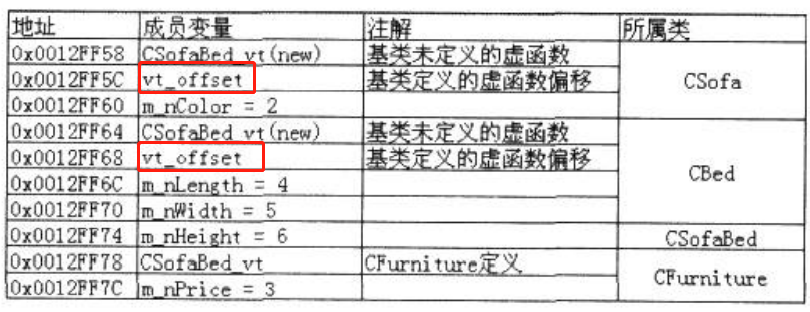 地址 成员变量 注解 所属类
0x0012FF58 CSofaBed_vt(new) 基类未定义的虚函数
0x0012FF5C vt_offset 基类定义的虚函数偏移 CSofa
0x0012FF60 m_nColor = 2
0x0012FF64 CSofaBed_vt(new) 基类未定义的虚函数
0x0012FF68 vt_offset 基类定义的虚函数偏移 CBed
0x0012FF6C m_nLength = 4
0x0012FF70 m_nWidth = 5
0x0012FF74 m_nHeight = 6 CSofaBed
0x0012FF78 CSofaBed_vt CFurniture定义 CFurniture
0x0012FF7C m_nPrice = 3